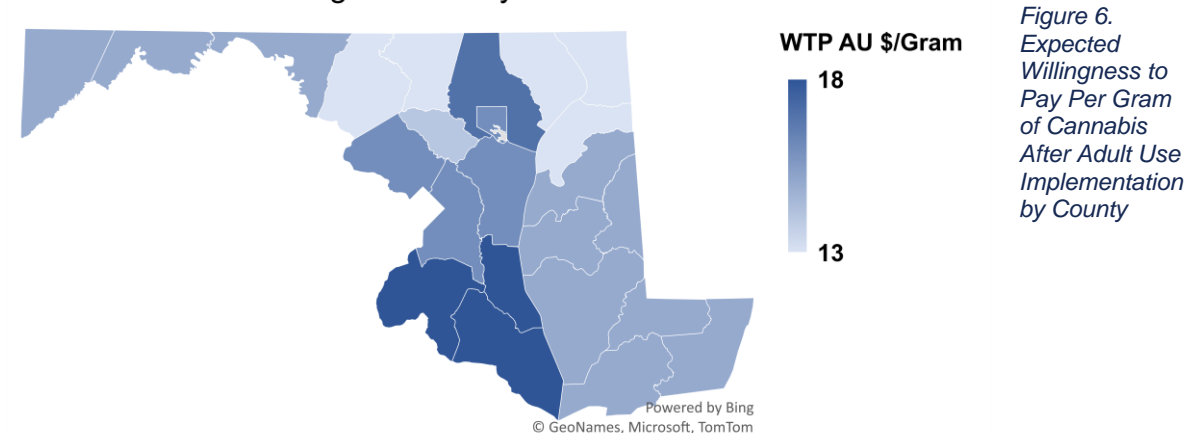 WTP AU $/Gram
18
13
Figure 6.
Expected
Willingness to
Pay Per Gram
of Cannabis
After Adult Use
Implementation
by County
Powered by Bing
© GeoNames, Microsoft, TomTom